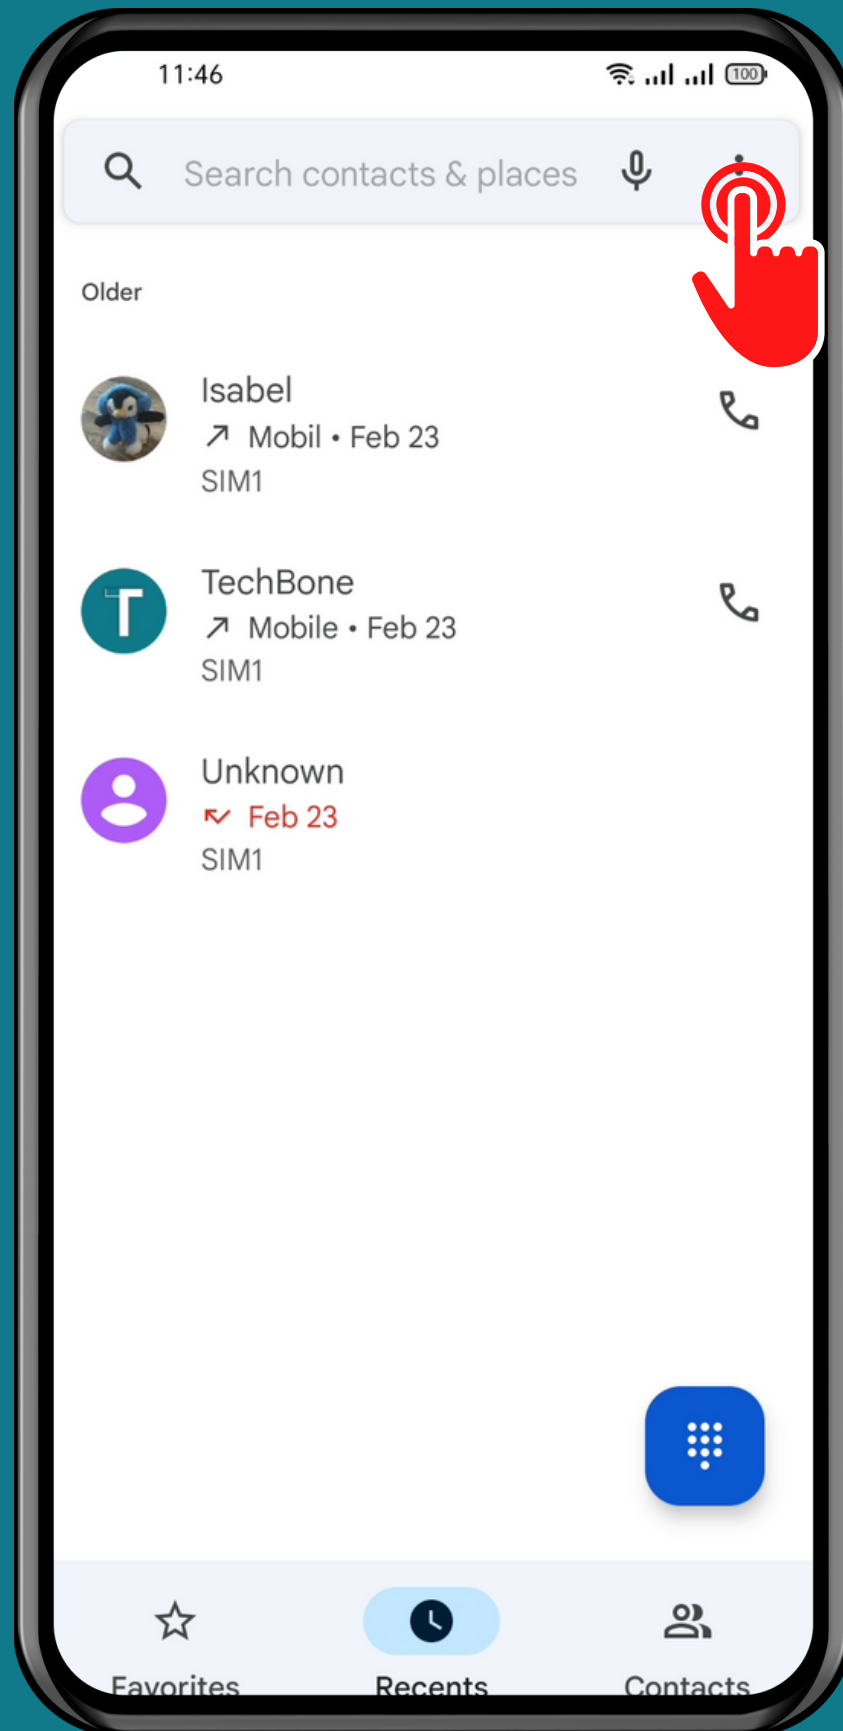 11:46
100
Search contacts & places
Older
Isabel
Mobil • Feb 23
SIM1
T
TechBone
Mobile • Feb 23
SIM1
Unknown
Feb 23
SIM1
Favorites Recents Contacts